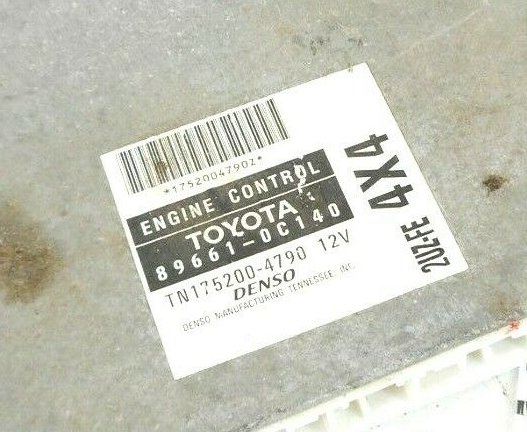 *1752004790Z*
ENGINE CONTROL
TOYOTA
89661-0C140
TN175200-4790 12V
DENSO
DENSO MANUFACTURING TENNESSEE, INC.
2UZ-FE 4X4